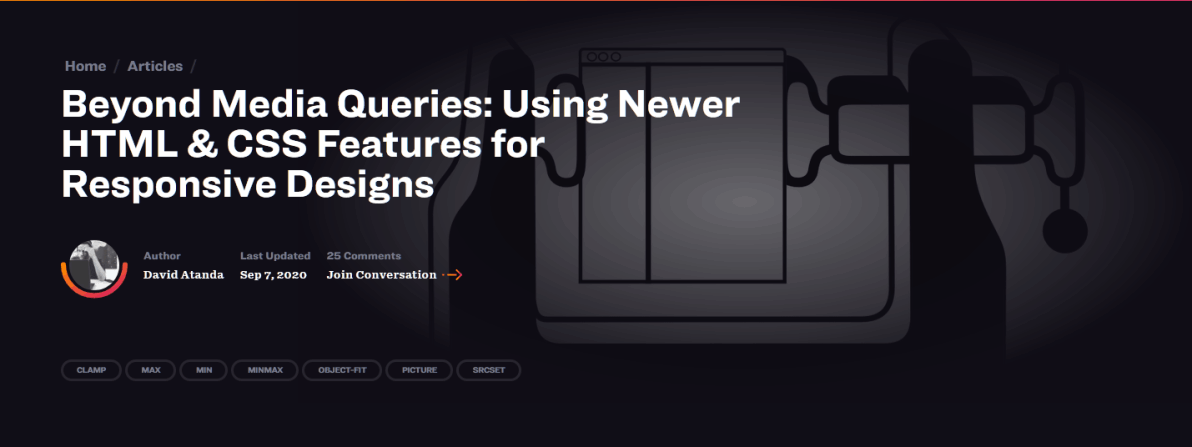 Home / Articles /
Beyond Media Queries: Using Newer
HTML & CSS Features for
Responsive Designs
Author
David Atanda
Last Updated
Sep 7, 2020
25 Comments
Join Conversation
CLAMP
MAX
MIN
MINMAX
OBJECT-FIT
PICTURE
SRCSET